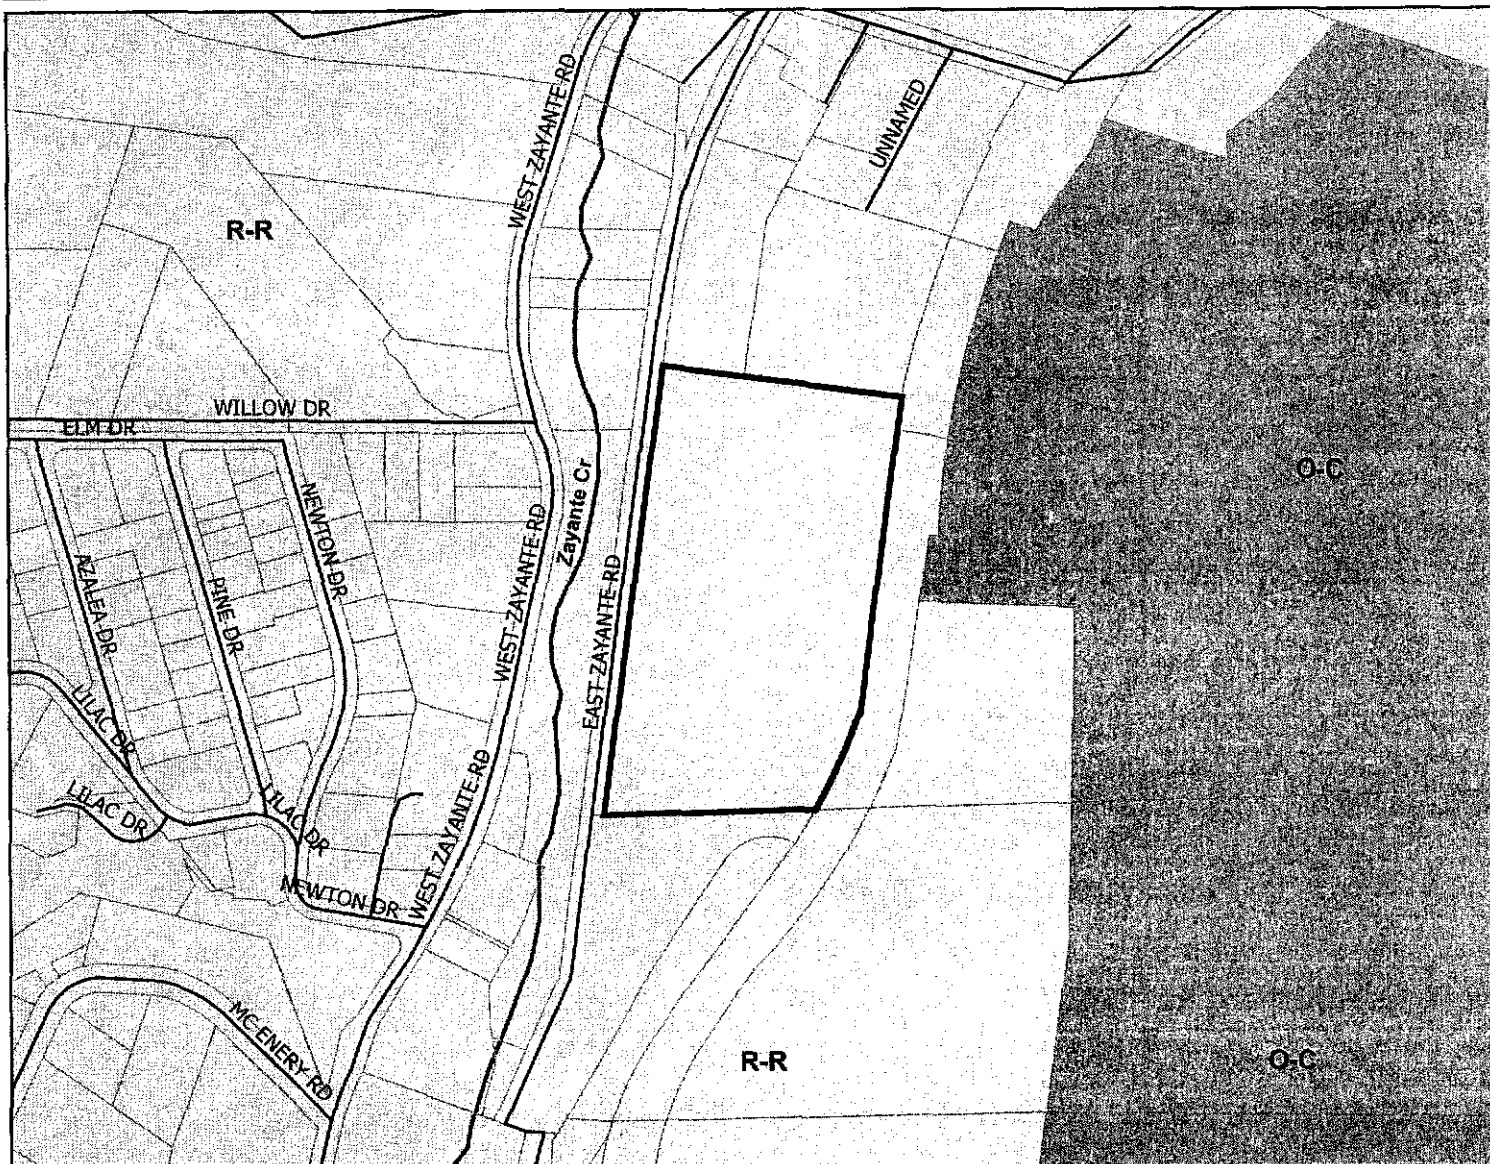 WEST ZAYANTE RD
UNNAMED
R-R
WILLOW DR
ELM DR
Zayante Cr
O-C
NEWTON DR
WEST ZAYANTE RD
AZALEA DR
PINE DR
EAST ZAYANTE RD
LILAC DR
LILAC DR
LILAC DR
WEST ZAYANTE RD
NEWTON DR
MC ENERY RD
R-R
O-C